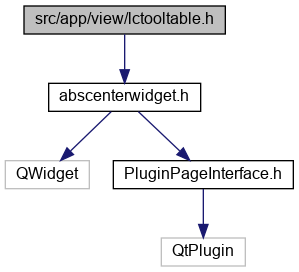 src/app/view/lctooltable.h
abscenterwidget.h
QWidget
PluginPageInterface.h
QtPlugin